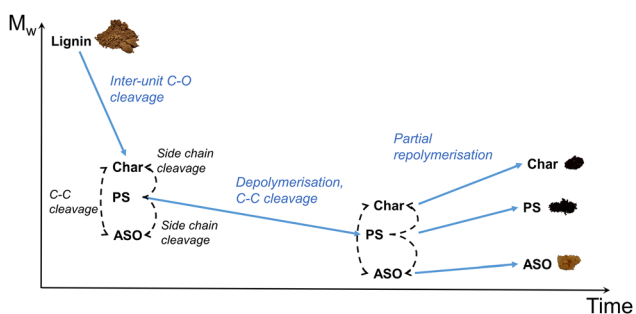 Mw
Lignin
Inter-unit C-O
cleavage
Char
Side chain
cleavage
C-C
cleavage
PS
Side chain
cleavage
ASO
Depolymerisation,
C-C cleavage
Char
PS
ASO
Partial
repolymerisation
Char
PS
ASO
Time